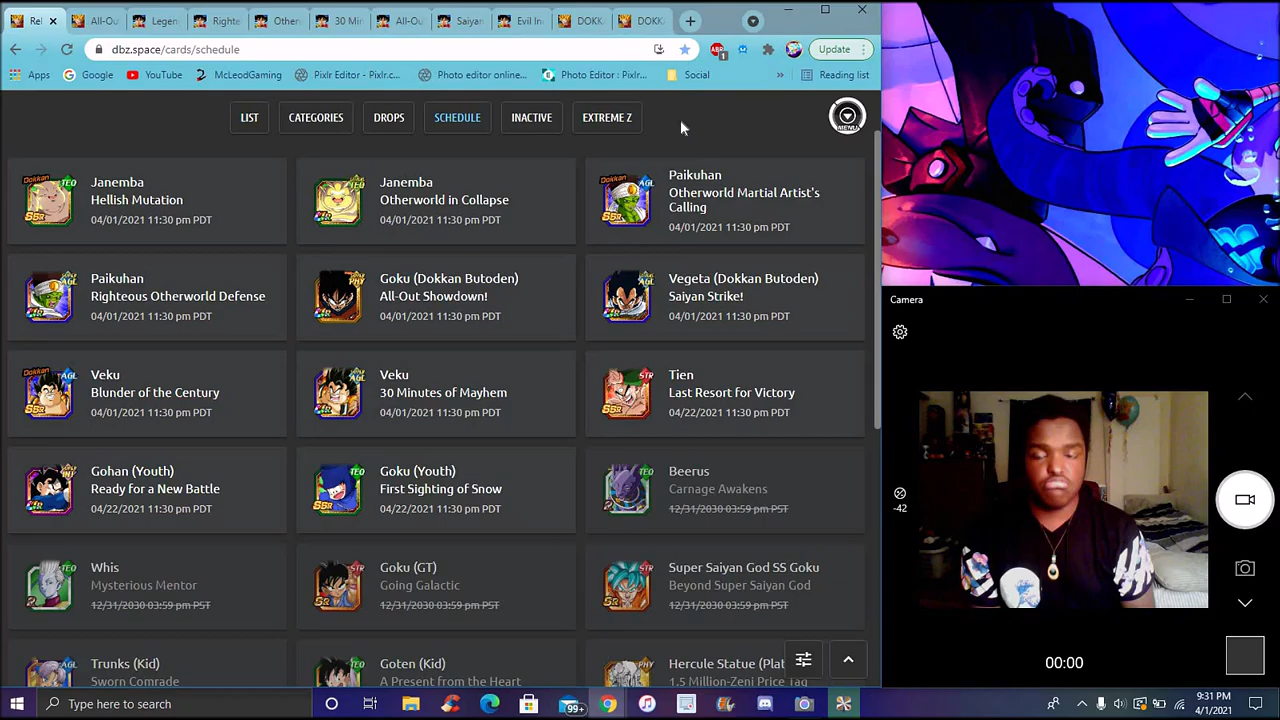 Rel
All-Ou
Legen
Righte
Other
30 Min
All-Ou
Saiyan
Evil In
DOKK
DOKK
dbz.space/cards/schedule
Update
Apps
Google
YouTube
McLeodGaming
Pixlr Editor - Pixlr.c...
Photo editor online...
Photo Editor : Pixlr...
Social
Reading list
LIST
CATEGORIES
DROPS
SCHEDULE
INACTIVE
EXTREME Z
MENU
Janemba
Hellish Mutation
04/01/2021 11:30 pm PDT
Janemba
Otherworld in Collapse
04/01/2021 11:30 pm PDT
Paikuhan
Otherworld Martial Artist's
Calling
04/01/2021 11:30 pm PDT
Paikuhan
Righteous Otherworld Defense
04/01/2021 11:30 pm PDT
Goku (Dokkan Butoden)
All-Out Showdown!
04/01/2021 11:30 pm PDT
Vegeta (Dokkan Butoden)
Saiyan Strike!
04/01/2021 11:30 pm PDT
Veku
Blunder of the Century
04/01/2021 11:30 pm PDT
Veku
30 Minutes of Mayhem
04/01/2021 11:30 pm PDT
Tien
Last Resort for Victory
04/22/2021 11:30 pm PDT
Gohan (Youth)
Ready for a New Battle
04/22/2021 11:30 pm PDT
Goku (Youth)
First Sighting of Snow
04/22/2021 11:30 pm PDT
Beerus
Carnage Awakens
12/31/2030 03:59 pm PST
Whis
Mysterious Mentor
12/31/2030 03:59 pm PST
Goku (GT)
Going Galactic
12/31/2030 03:59 pm PST
Super Saiyan God SS Goku
Beyond Super Saiyan God
12/31/2030 03:59 pm PST
Trunks (Kid)
Sworn Comrade
Goten (Kid)
A Present from the Heart
Hercule Statue (Plat
1.5 Million-Zeni Price Tag
Camera
-42
00:00
Type here to search
99+
9:31 PM
4/1/2021